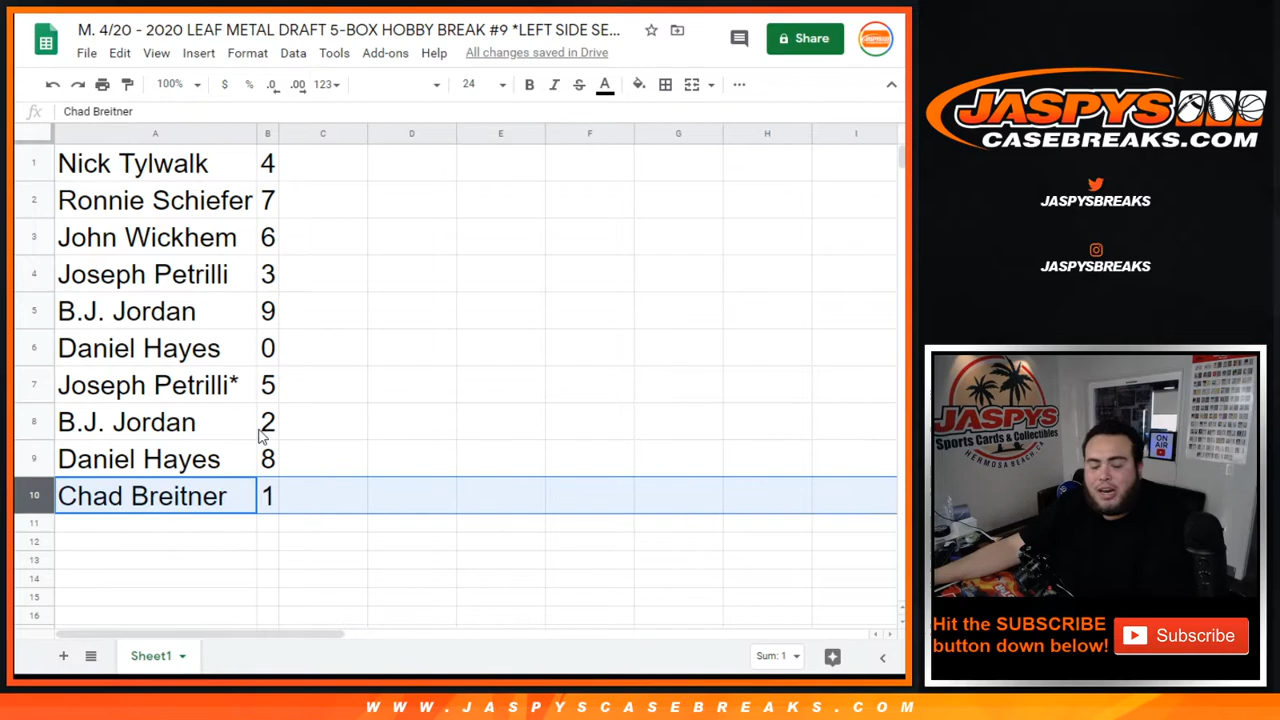 M. 4/20 - 2020 LEAF METAL DRAFT 5-BOX HOBBY BREAK #9 *LEFT SIDE SE...
File Edit View Insert Format Data Tools Add-ons Help All changes saved in Drive
Share
100% $ % .0 .00 123 24 B I S A
fx Chad Breitner
A B C D E F G H I
1 Nick Tylwalk 4
2 Ronnie Schiefer 7
3 John Wickhem 6
4 Joseph Petrilli 3
5 B.J. Jordan 9
6 Daniel Hayes 0
7 Joseph Petrilli* 5
8 B.J. Jordan 2
9 Daniel Hayes 8
10 Chad Breitner 1
11
12
13
14
15
16
Sheet1
Sum: 1
JASPYS
CASEBREAKS.COM
JASPYSBREAKS
JASPYSBREAKS
JASPYS
Sports Cards & Collectibles
HERMOSA BEACH, CA
ON
AIR
Hit the SUBSCRIBE
button down below!
Subscribe
WWW.JASPYSCASEBREAKS.COM